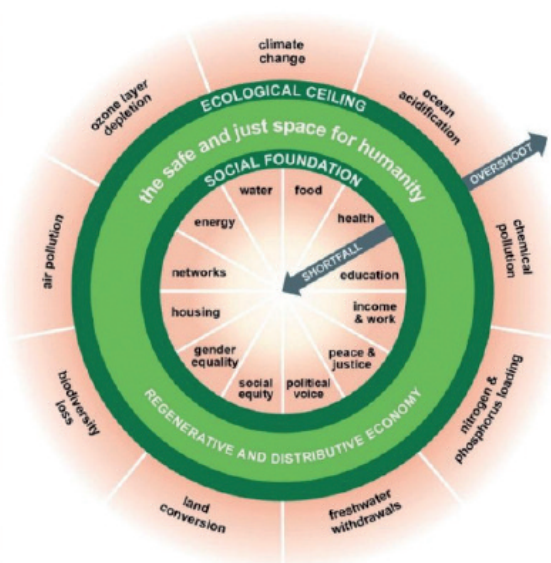 climate
change
ocean
acidification
chemical
pollution
nitrogen &
phosphorus loading
freshwater
withdrawals
land
conversion
biodiversity
loss
air pollution
ozone layer
depletion
OVERSHOOT
ECOLOGICAL CEILING
the safe and just space for humanity
SOCIAL FOUNDATION
water
food
health
SHORTFALL
education
income
& work
peace &
justice
political
voice
social
equity
gender
equality
housing
networks
energy
REGENERATIVE AND DISTRIBUTIVE ECONOMY